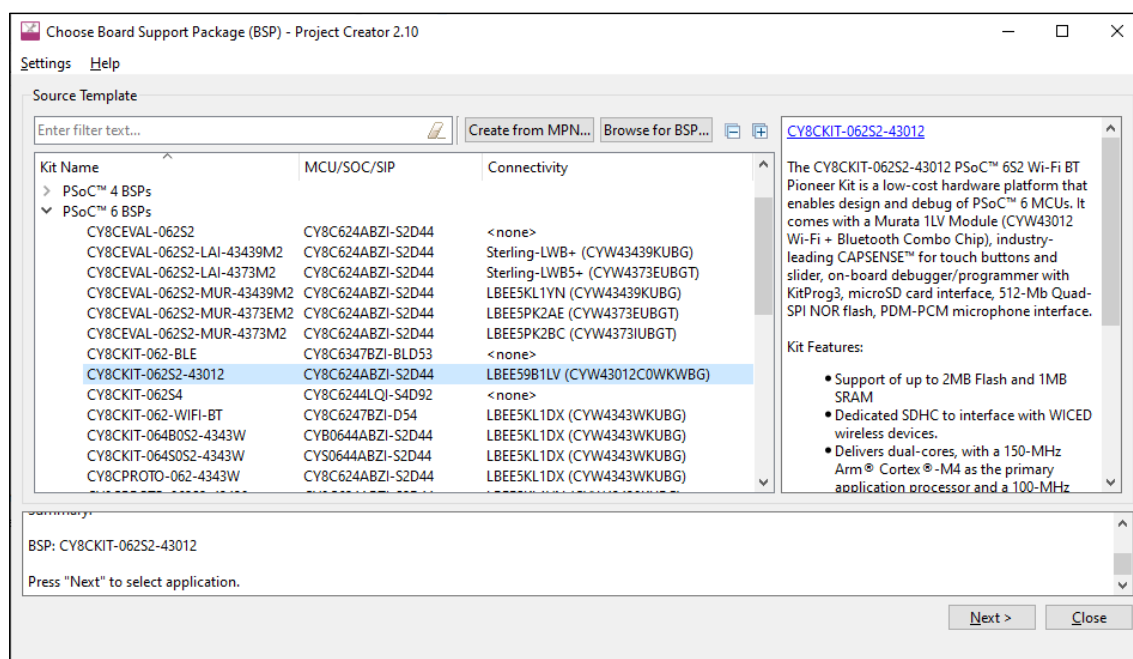 Choose Board Support Package (BSP) - Project Creator 2.10
Settings Help
Source Template
Enter filter text...
Create from MPN... Browse for BSP...
Kit Name MCU/SOC/SIP Connectivity
PSoC™ 4 BSPs
PSoC™ 6 BSPs
CY8CEVAL-062S2 CY8C624ABZI-S2D44 <none>
CY8CEVAL-062S2-LAI-43439M2 CY8C624ABZI-S2D44 Sterling-LWB+ (CYW43439KUBG)
CY8CEVAL-062S2-LAI-4373M2 CY8C624ABZI-S2D44 Sterling-LWB5+ (CYW4373EUBGT)
CY8CEVAL-062S2-MUR-43439M2 CY8C624ABZI-S2D44 LBEE5KL1YN (CYW43439KUBG)
CY8CEVAL-062S2-MUR-4373EM2 CY8C624ABZI-S2D44 LBEE5PK2AE (CYW4373EUBGT)
CY8CEVAL-062S2-MUR-4373M2 CY8C624ABZI-S2D44 LBEE5PK2BC (CYW4373IUBGT)
CY8CKIT-062-BLE CY8C6347BZI-BLD53 <none>
CY8CKIT-062S2-43012 CY8C624ABZI-S2D44 LBEE59B1LV (CYW43012C0WKWBG)
CY8CKIT-062S4 CY8C6244LQI-S4D92 <none>
CY8CKIT-062-WIFI-BT CY8C6247BZI-D54 LBEE5KL1DX (CYW4343WKUBG)
CY8CKIT-064B0S2-4343W CYB0644ABZI-S2D44 LBEE5KL1DX (CYW4343WKUBG)
CY8CKIT-064S0S2-4343W CYS0644ABZI-S2D44 LBEE5KL1DX (CYW4343WKUBG)
CY8CPROTO-062-4343W CY8C624ABZI-S2D44 LBEE5KL1DX (CYW4343WKUBG)
CY8CKIT-062S2-43012
The CY8CKIT-062S2-43012 PSoC™ 6S2 Wi-Fi BT
Pioneer Kit is a low-cost hardware platform that
enables design and debug of PSoC™ 6 MCUs. It
comes with a Murata 1LV Module (CYW43012
Wi-Fi + Bluetooth Combo Chip), industry-
leading CAPSENSE™ for touch buttons and
slider, on-board debugger/programmer with
KitProg3, microSD card interface, 512-Mb Quad-
SPI NOR flash, PDM-PCM microphone interface.
Kit Features:
• Support of up to 2MB Flash and 1MB
SRAM
• Dedicated SDHC to interface with WICED
wireless devices.
• Delivers dual-cores, with a 150-MHz
Arm® Cortex®-M4 as the primary
application processor and a 100-MHz
Summary:
BSP: CY8CKIT-062S2-43012
Press "Next" to select application.
Next > Close